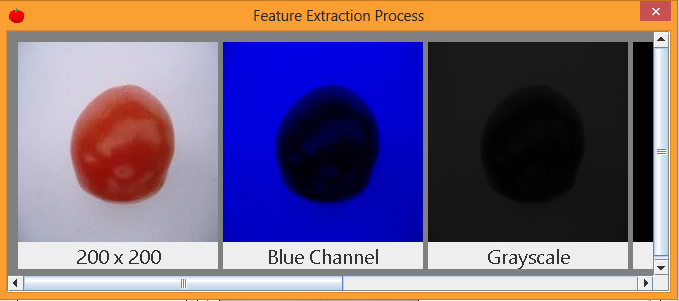 Feature Extraction Process
200 x 200
Blue Channel
Grayscale